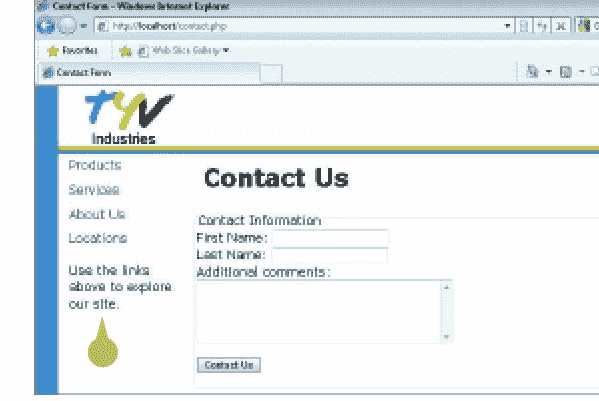 Contact Form - Windows Internet Explorer
http://localhost/contact.php
Favorites
Web Slice Gallery
Contact Form
TYV
Industries
Products
Services
About Us
Locations
Use the links
above to explore
our site.
Contact Us
Contact Information
First Name:
Last Name:
Additional comments:
Contact Us